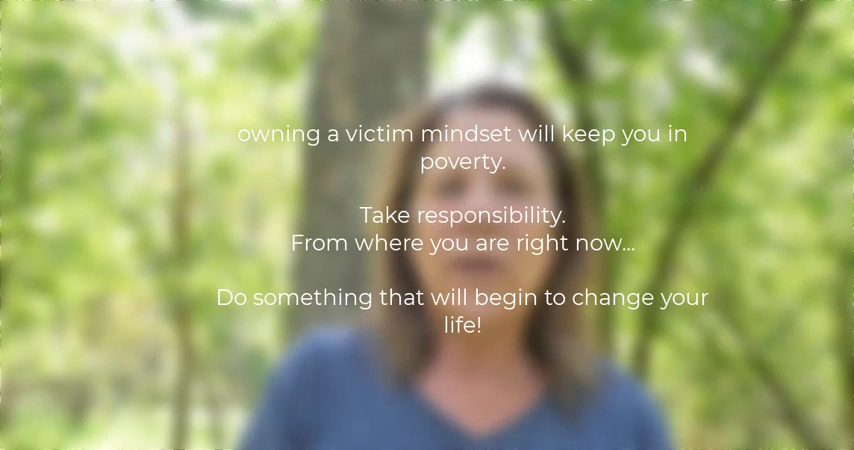 owning a victim mindset will keep you in
poverty.
Take responsibility.
From where you are right now...
Do something that will begin to change your
life!